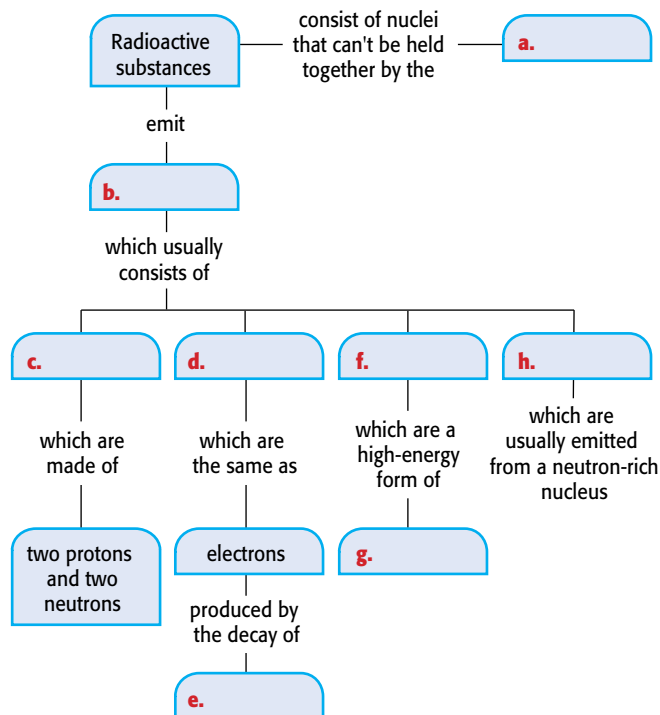 Radioactive
substances
consist of nuclei
that can't be held
together by the
a.
emit
b.
which usually
consists of
c.
d.
f.
h.
which are
made of
which are
the same as
which are a
high-energy
form of
which are
usually emitted
from a neutron-rich
nucleus
two protons
and two
neutrons
electrons
g.
produced by
the decay of
e.